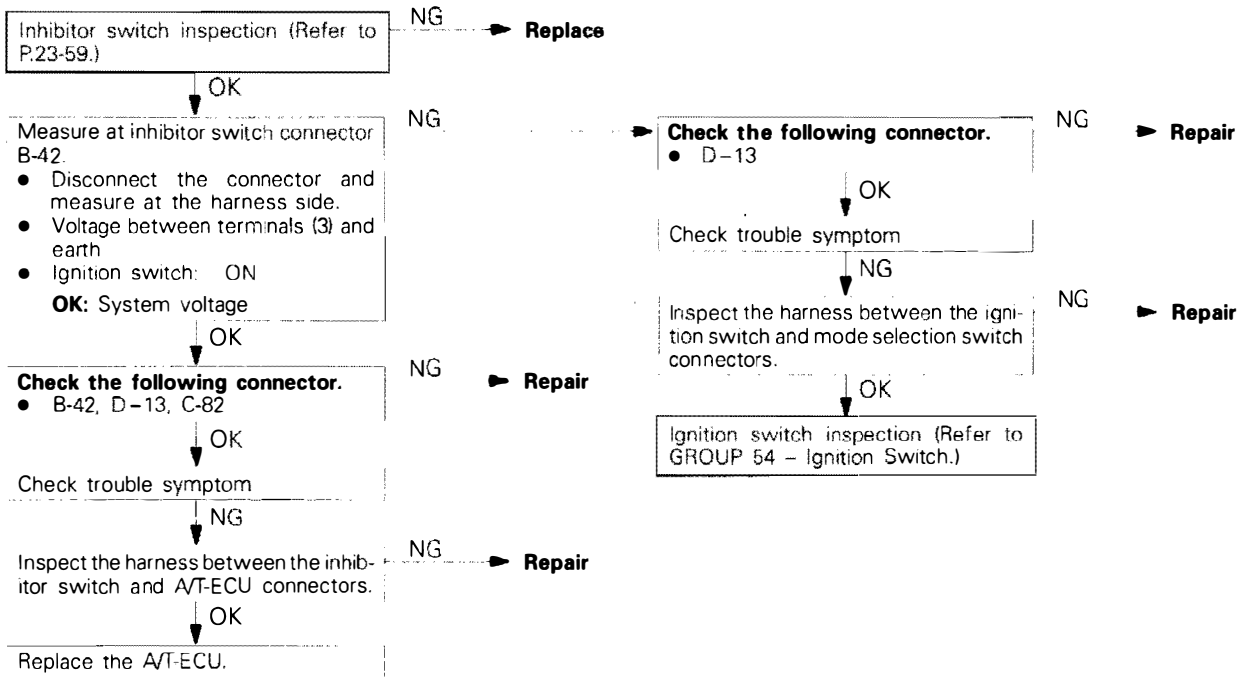 Inhibitor switch inspection (Refer to
P.23-59.)
NG
Replace
OK
Measure at inhibitor switch connector
B-42.
● Disconnect the connector and
measure at the harness side.
● Voltage between terminals (3) and
earth
● Ignition switch: ON
OK: System voltage
NG
OK
Check the following connector.
● B-42, D-13, C-82
NG
Repair
OK
Check trouble symptom
NG
Inspect the harness between the inhib-
itor switch and A/T-ECU connectors.
NG
Repair
OK
Replace the A/T-ECU.
Check the following connector.
● D-13
NG
Repair
OK
Check trouble symptom
NG
Inspect the harness between the igni-
tion switch and mode selection switch
connectors.
NG
Repair
OK
Ignition switch inspection (Refer to
GROUP 54 – Ignition Switch.)